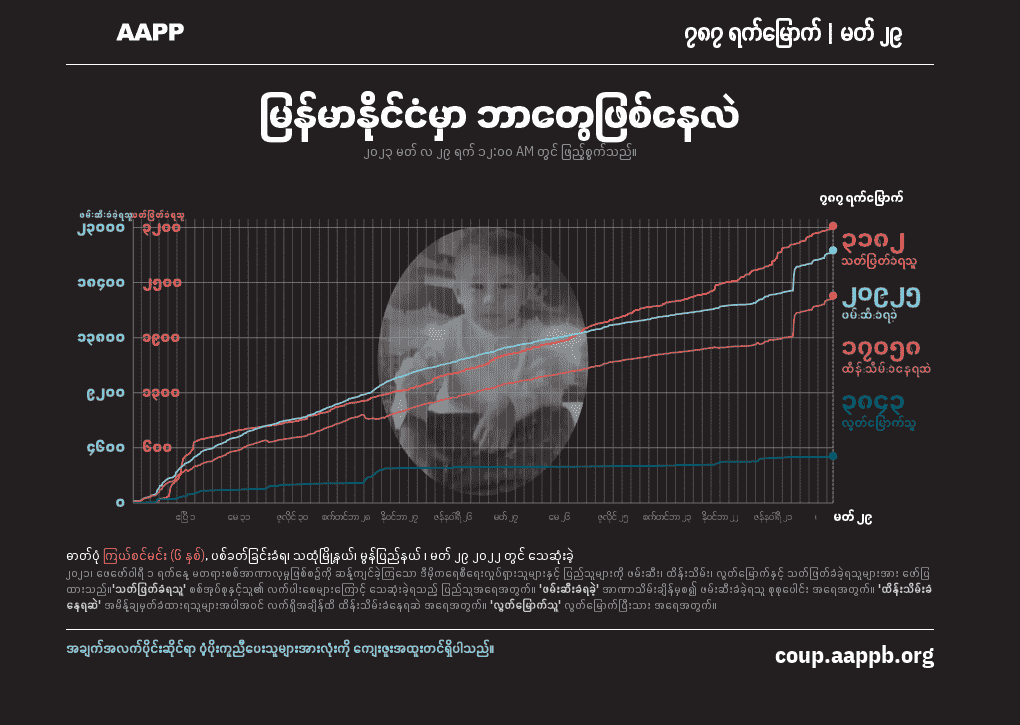 AAPP
၇၈၇ ရက်မြောက် | မတ် ၂၉
မြန်မာနိုင်ငံမှာ ဘာတွေဖြစ်နေလဲ
၂၀၂၃ မတ် လ ၂၉ ရက် ၁၂:၀၀ AM တွင် ဖြည့်စွက်သည်။
၇၈၇ ရက်မြောက်
ဖမ်းဆီးခံခဲ့ရသူ သတ်ဖြတ်ခံရသူ
၂၃၀၀၀ ၃၂၀၀
၁၈၄၀၀ ၂၅၀၀
၁၃၈၀၀ ၁၉၀၀
၉၂၀၀ ၁၃၀၀
၄၆၀၀ ၆၀၀
၀
၃၁၈၂
သတ်ဖြတ်ခံရသူ
၂၀၉၂၅
ဖမ်းဆီးခံရခဲ့
၁၇၀၅၈
ထိန်းသိမ်းခံနေရဆဲ
၃၈၄၃
လွတ်မြောက်သူ
ဧပြီ ၁ မေ ၃၁ ဇူလိုင် ၃၀ စက်တင်ဘာ ၂၈ နိုဝင်ဘာ ၂၇ ဇန်နဝါရီ ၂၆ မတ် ၂၇ မေ ၂၆ ဇူလိုင် ၂၅ စက်တင်ဘာ ၂၃ နိုဝင်ဘာ ၂၂ ဇန်နဝါရီ ၂၁ မတ် ၂၉
ဓာတ်ပုံ ကြယ်စင်မင်း (၆ နှစ်), ပစ်ခတ်ခြင်းခံရ၊ သထုံမြို့နယ်၊ မွန်ပြည်နယ် ၊ မတ် ၂၉ ၂၀၂၂ တွင် သေဆုံးခဲ့
၂၀၂၁၊ ဖေဖော်ဝါရီ ၁ ရက်နေ့ မတရားစစ်အာဏာလုမှုဖြစ်စဥ်ကို ဆန့်ကျင်ခဲ့ကြသော ဒီမိုကရေစီရေးလှုပ်ရှားသူများနှင့် ပြည်သူများကို ဖမ်းဆီး၊ ထိန်းသိမ်း၊ လွတ်မြောက်နှင့် သတ်ဖြတ်ခံခဲ့ရသူများအား ဖော်ပြ
ထားသည်။'သတ်ဖြတ်ခံရသူ' စစ်အုပ်စုနှင့်သူ၏ လက်ပါးစေများကြောင့် သေဆုံးခဲ့ရသည့် ပြည်သူအရေအတွက်။ 'ဖမ်းဆီးခံရခဲ့' အာဏာသိမ်းချိန်မှစ၍ ဖမ်းဆီးခံခဲ့ရသူ စုစုပေါင်း အရေအတွက်။ 'ထိန်းသိမ်းခံ
နေရဆဲ' အမိန့်ချမှတ်ခံထားရသူများအပါအဝင် လက်ရှိအချိန်ထိ ထိန်းသိမ်းခံနေရဆဲ အရေအတွက်။ 'လွတ်မြောက်သူ' လွတ်မြောက်ပြီးသား အရေအတွက်။
အချက်အလက်ပိုင်းဆိုင်ရာ ပံ့ပိုးကူညီပေးသူများအားလုံးကို ကျေးဇူးအထူးတင်ရှိပါသည်။
coup.aappb.org